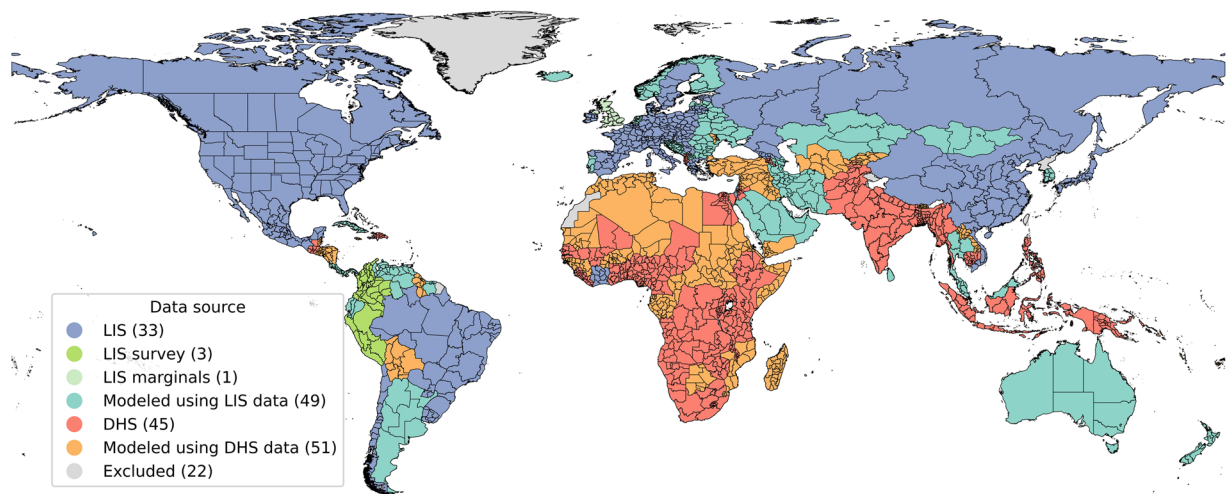 Data source
LIS (33)
LIS survey (3)
LIS marginals (1)
Modeled using LIS data (49)
DHS (45)
Modeled using DHS data (51)
Excluded (22)